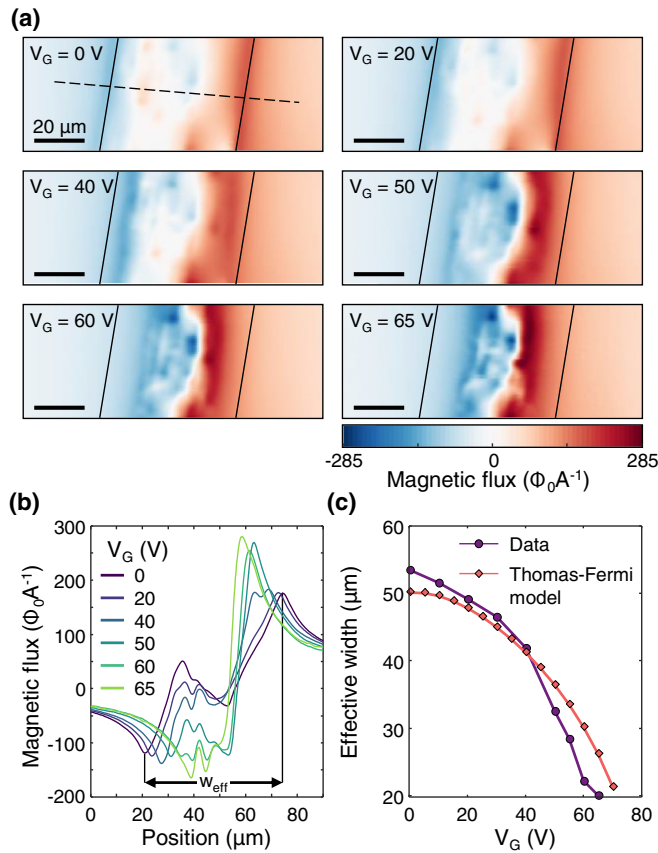 (a)
V_G = 0 V
20 µm
V_G = 20 V
V_G = 40 V
V_G = 50 V
V_G = 60 V
V_G = 65 V
-285 0 285
Magnetic flux (Φ₀A⁻¹)
(b)
300
200
100
0
-100
-200
Magnetic flux (Φ₀A⁻¹)
V_G (V)
0
20
40
50
60
65
w_eff
0 20 40 60 80
Position (µm)
(c)
60
50
40
30
20
Effective width (µm)
Data
Thomas-Fermi
model
0 20 40 60 80
V_G (V)